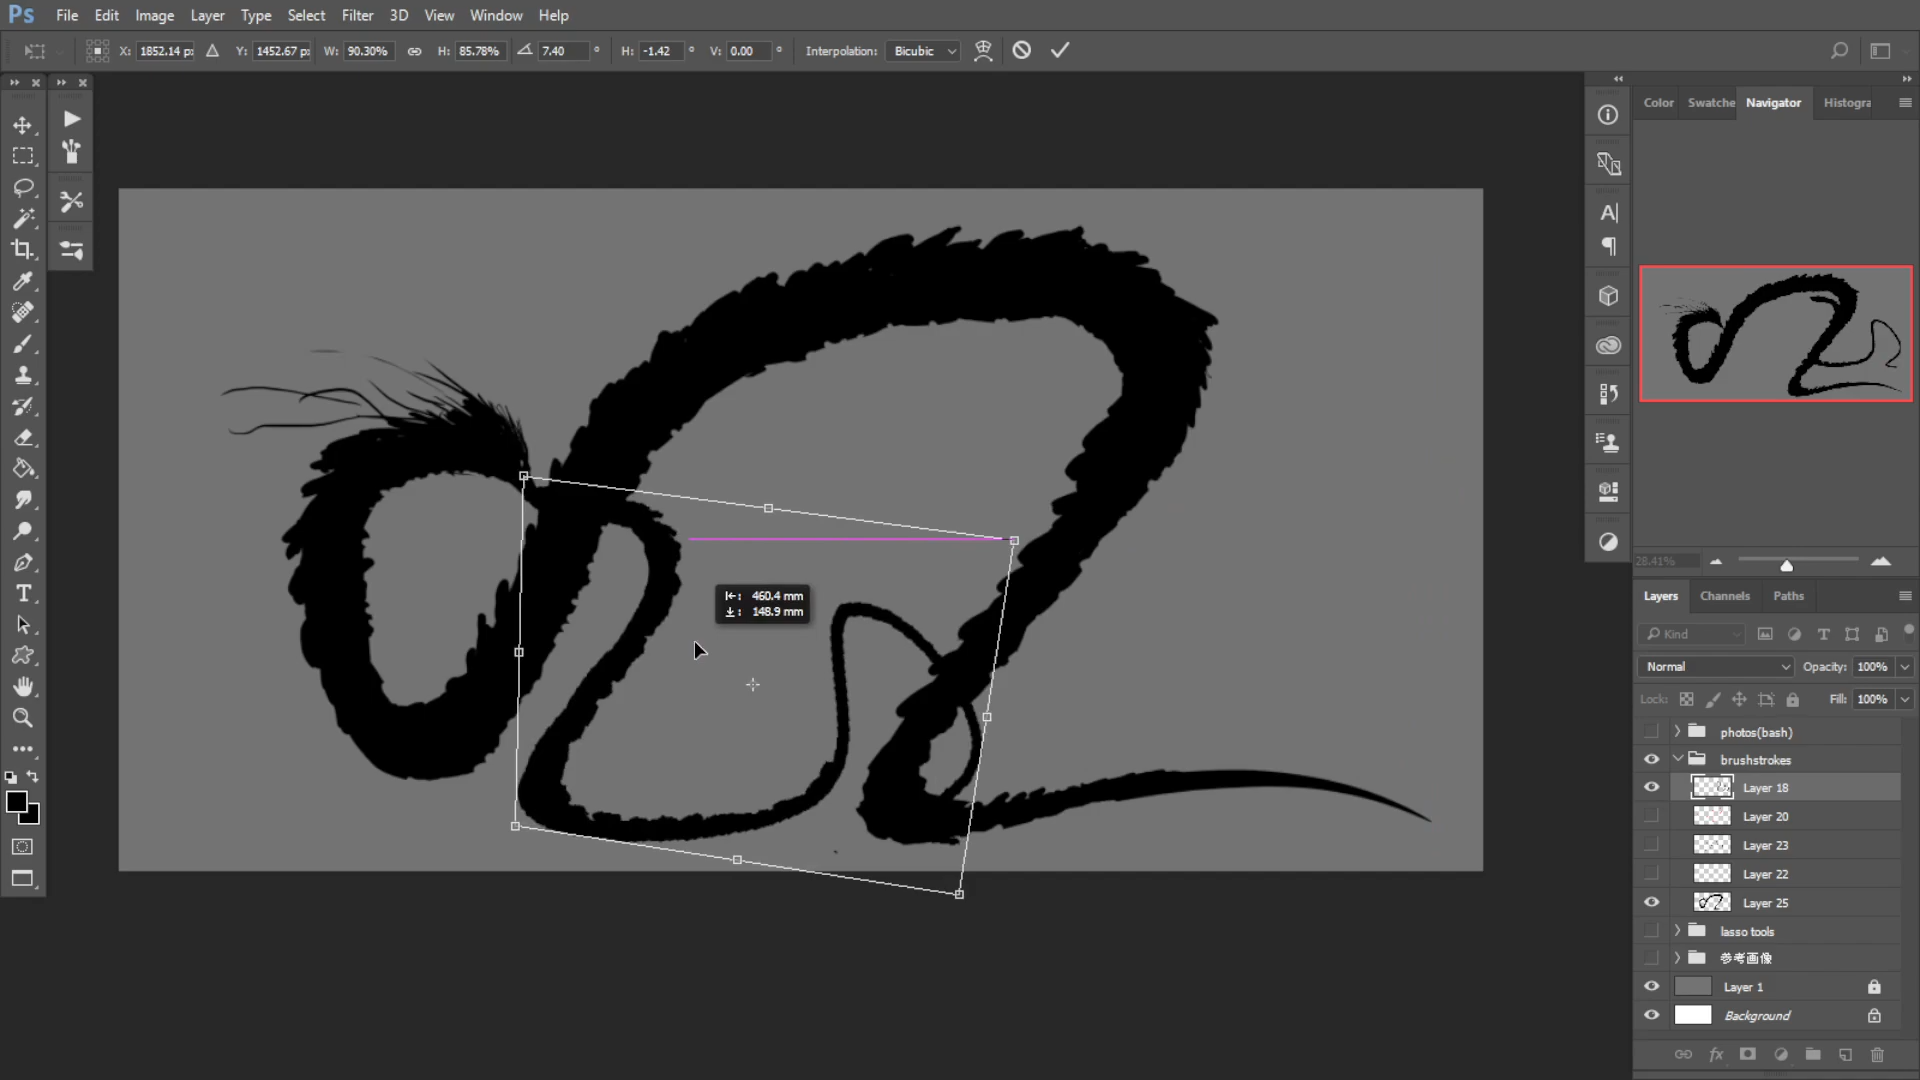 Ps File Edit Image Layer Type Select Filter 3D View Window Help
X: 1852.14 p Y: 1452.67 p W: 90.30% H: 85.78% 7.40 ° H: -1.42 ° V: 0.00 ° Interpolation: Bicubic
Color Swatche Navigator Histogra
460.4 mm
148.9 mm
28.41%
Layers Channels Paths
Kind
Normal Opacity: 100%
Lock: Fill: 100%
photos(bash)
brushstrokes
Layer 18
Layer 20
Layer 23
Layer 22
Layer 25
lasso tools
参考画像
Layer 1
Background